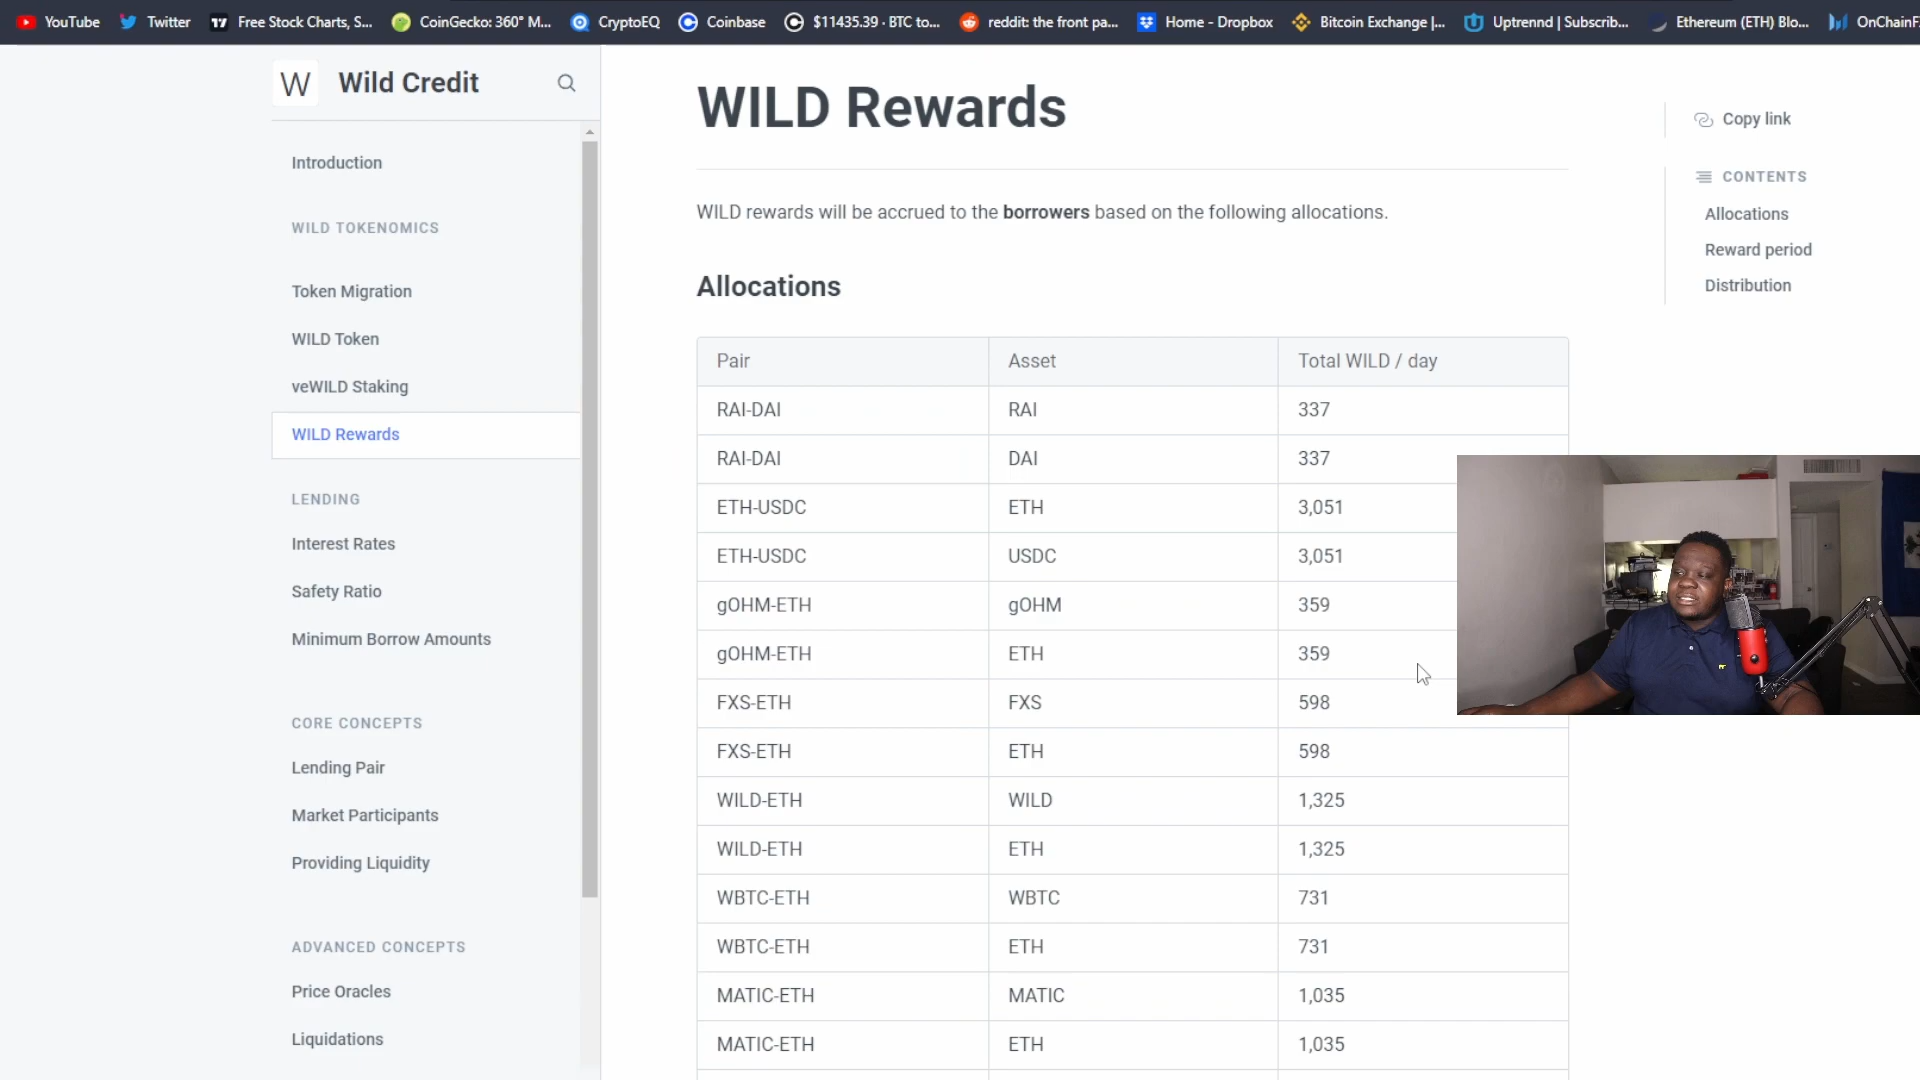 YouTube Twitter Free Stock Charts, S... CoinGecko: 360° M... CryptoEQ Coinbase $11435.39 - BTC to... reddit: the front pa... Home - Dropbox Bitcoin Exchange |... Uptrennd | Subscrib... Ethereum (ETH) Blo... OnChainF
W Wild Credit
Introduction
WILD TOKENOMICS
Token Migration
WILD Token
veWILD Staking
WILD Rewards
LENDING
Interest Rates
Safety Ratio
Minimum Borrow Amounts
CORE CONCEPTS
Lending Pair
Market Participants
Providing Liquidity
ADVANCED CONCEPTS
Price Oracles
Liquidations
WILD Rewards
WILD rewards will be accrued to the borrowers based on the following allocations.
Allocations
Pair Asset Total WILD / day
RAI-DAI RAI 337
RAI-DAI DAI 337
ETH-USDC ETH 3,051
ETH-USDC USDC 3,051
gOHM-ETH gOHM 359
gOHM-ETH ETH 359
FXS-ETH FXS 598
FXS-ETH ETH 598
WILD-ETH WILD 1,325
WILD-ETH ETH 1,325
WBTC-ETH WBTC 731
WBTC-ETH ETH 731
MATIC-ETH MATIC 1,035
MATIC-ETH ETH 1,035
Copy link
CONTENTS
Allocations
Reward period
Distribution